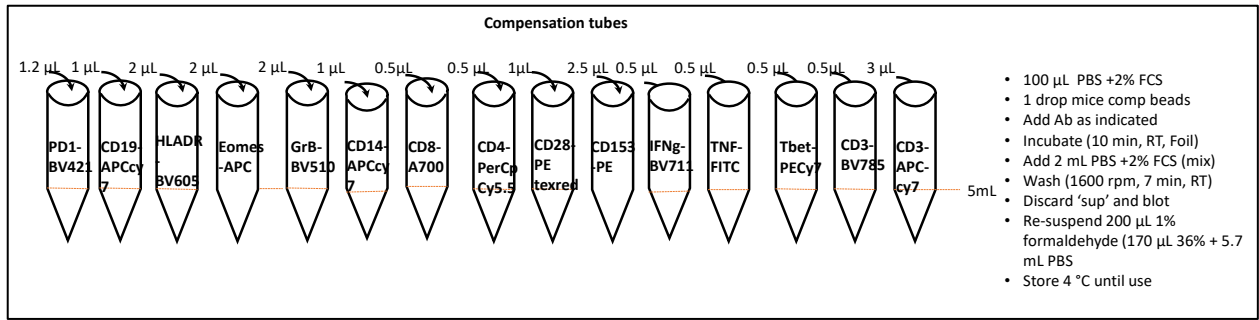 Compensation tubes
1.2 µL 1 µL 2 µL 2 µL 2 µL 1 µL 0.5µL 0.5 µL 1µL 2.5 µL 0.5 µL 0.5 µL 0.5 µL 0.5µL 3 µL
PD1-
BV421
CD19-
APCcy
7
HLADR
-
BV605
Eomes
-APC
GrB-
BV510
CD14-
APCcy
7
CD8-
A700
CD4-
PerCp
Cy5.5
CD28-
PE
texred
CD153
-PE
IFNg-
BV711
TNF-
FITC
Tbet-
PECy7
CD3-
BV785
CD3-
APC-
cy7
5mL
• 100 µL PBS +2% FCS
• 1 drop mice comp beads
• Add Ab as indicated
• Incubate (10 min, RT, Foil)
• Add 2 mL PBS +2% FCS (mix)
• Wash (1600 rpm, 7 min, RT)
• Discard ‘sup’ and blot
• Re-suspend 200 µL 1%
formaldehyde (170 µL 36% + 5.7
mL PBS
• Store 4 °C until use